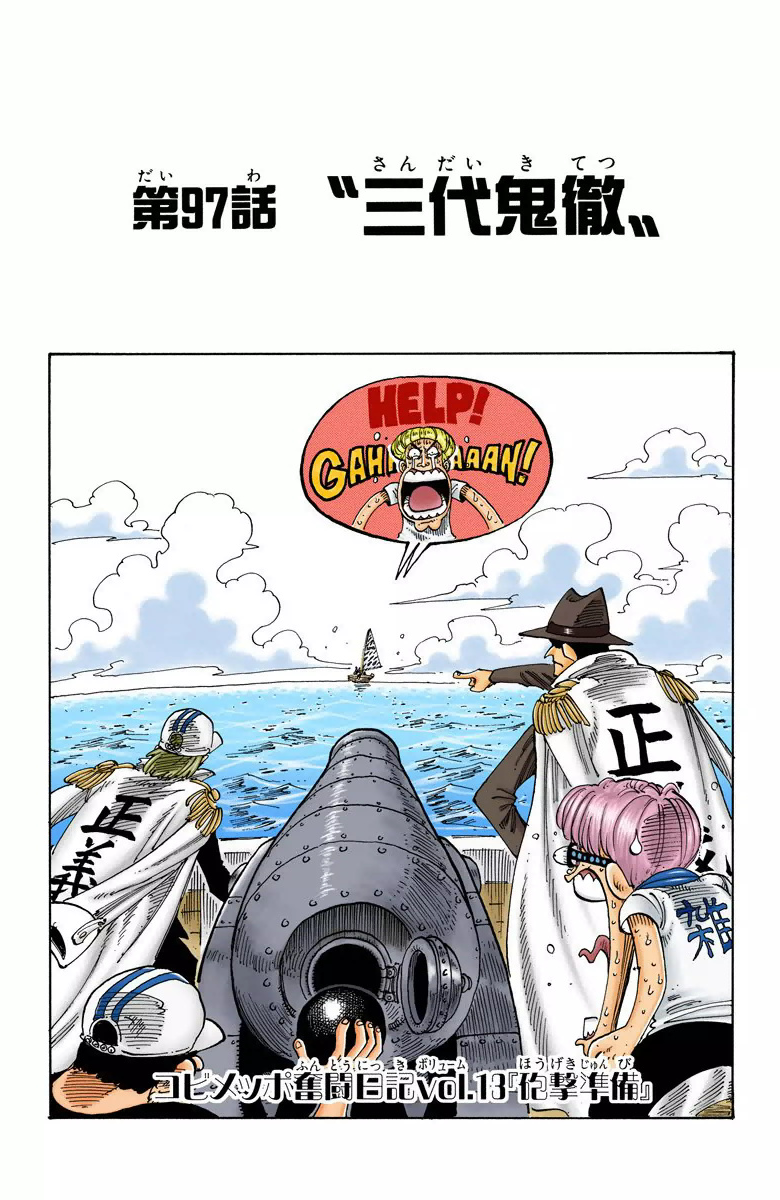 だい わ さんだいきてつ
第97話 〝三代鬼徹〟
HELP!
GAH AAAN!
正
正義
雑
ふんとうにっき ボリューム ほうげきじゅんび
コビメッポ奮闘日記vol.13『砲撃準備』